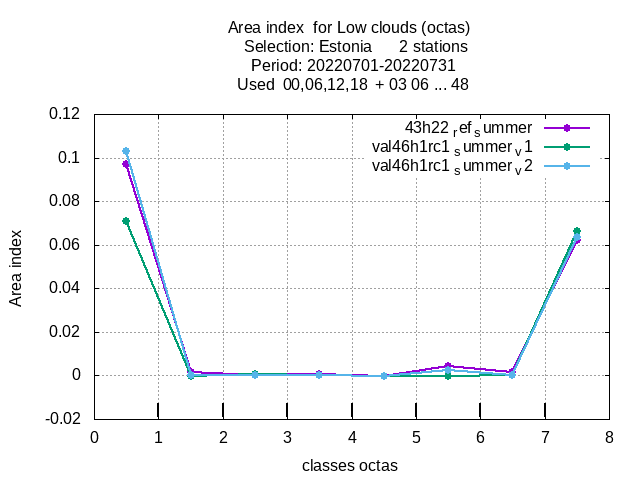 Area index  for Low clouds (octas)
Selection: Estonia      2 stations
Period: 20220701-20220731
Used  00,06,12,18  + 03 06 ... 48
0.12
43h22 ref summer
0.1
val46h1rc1 summer v1
val46h1rc1 summer v2
0.08
0.06
Area index
0.04
0.02
0
-0.02
0 1 2 3 4 5 6 7 8
classes octas